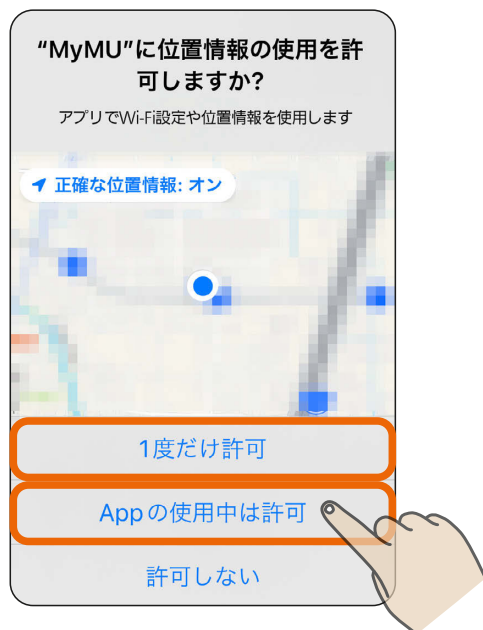 “MyMU”に位置情報の使用を許
可しますか?
アプリでWi-Fi設定や位置情報を使用します
正確な位置情報: オン
1度だけ許可
Appの使用中は許可
許可しない